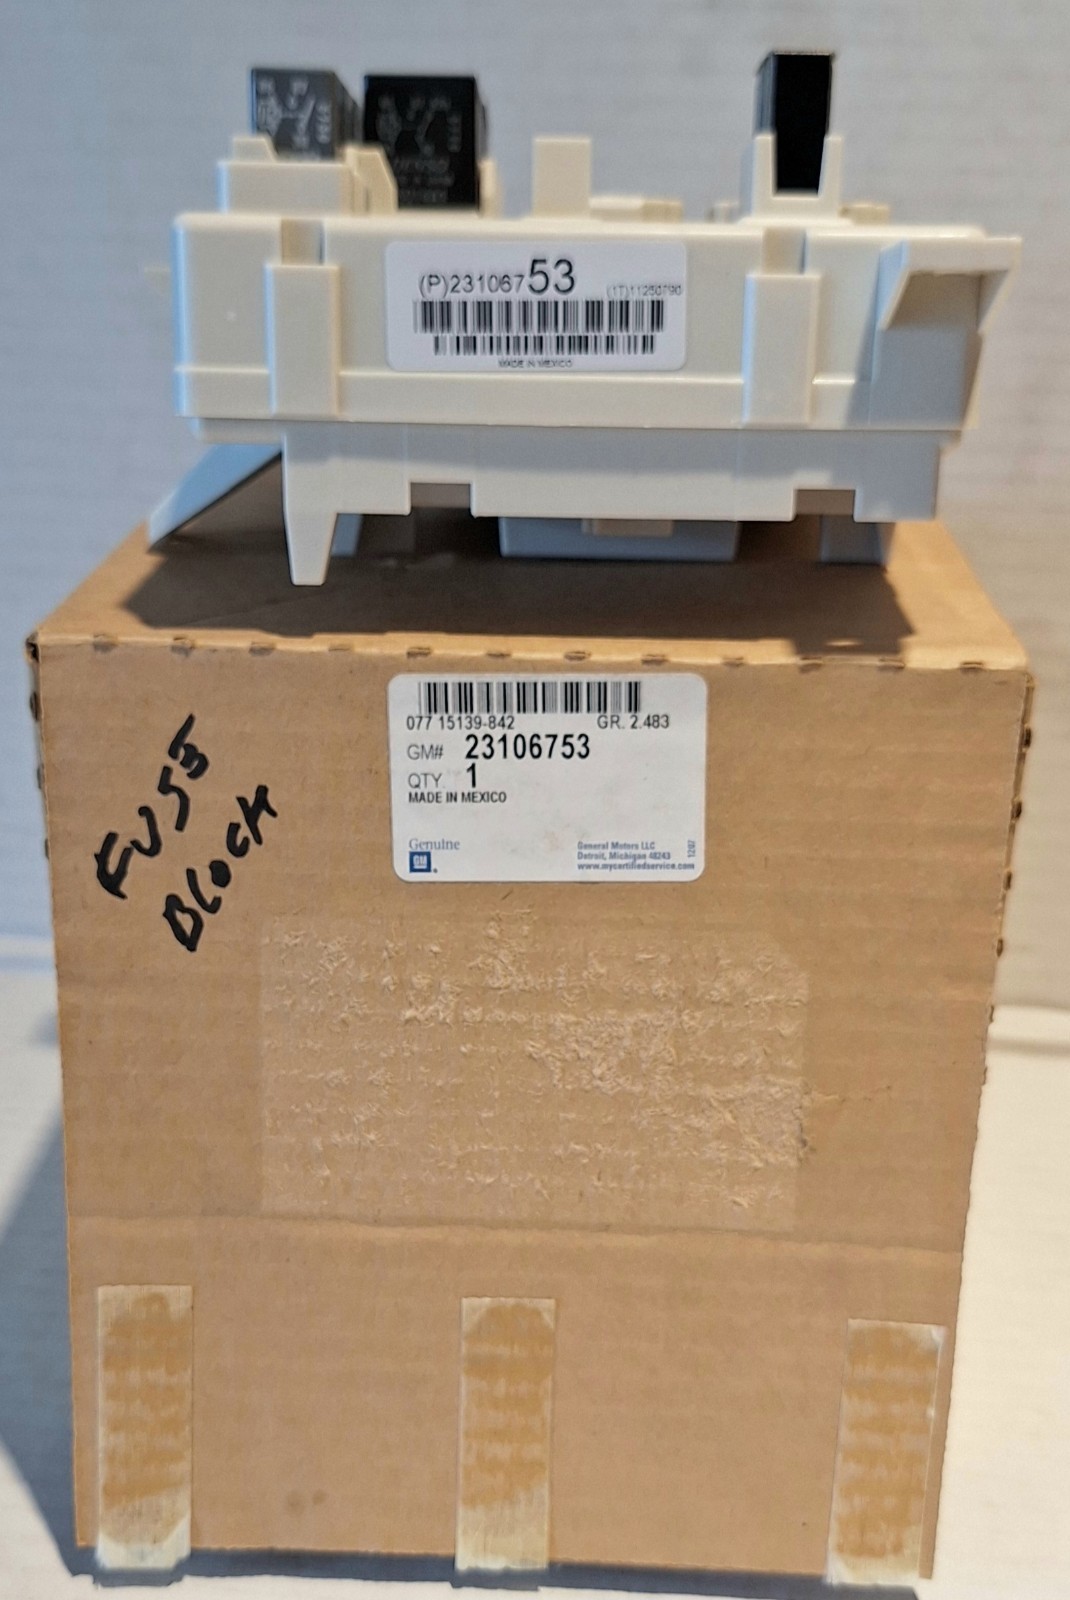 (P)23106753
(1T)11250790
MADE IN MEXICO
077 15139-842 GR. 2.483
GM# 23106753
QTY. 1
MADE IN MEXICO
Genuine
GM
General Motors LLC
Detroit, Michigan 48243
www.mycertifiedservice.com
1207
FUSE
BLOCK